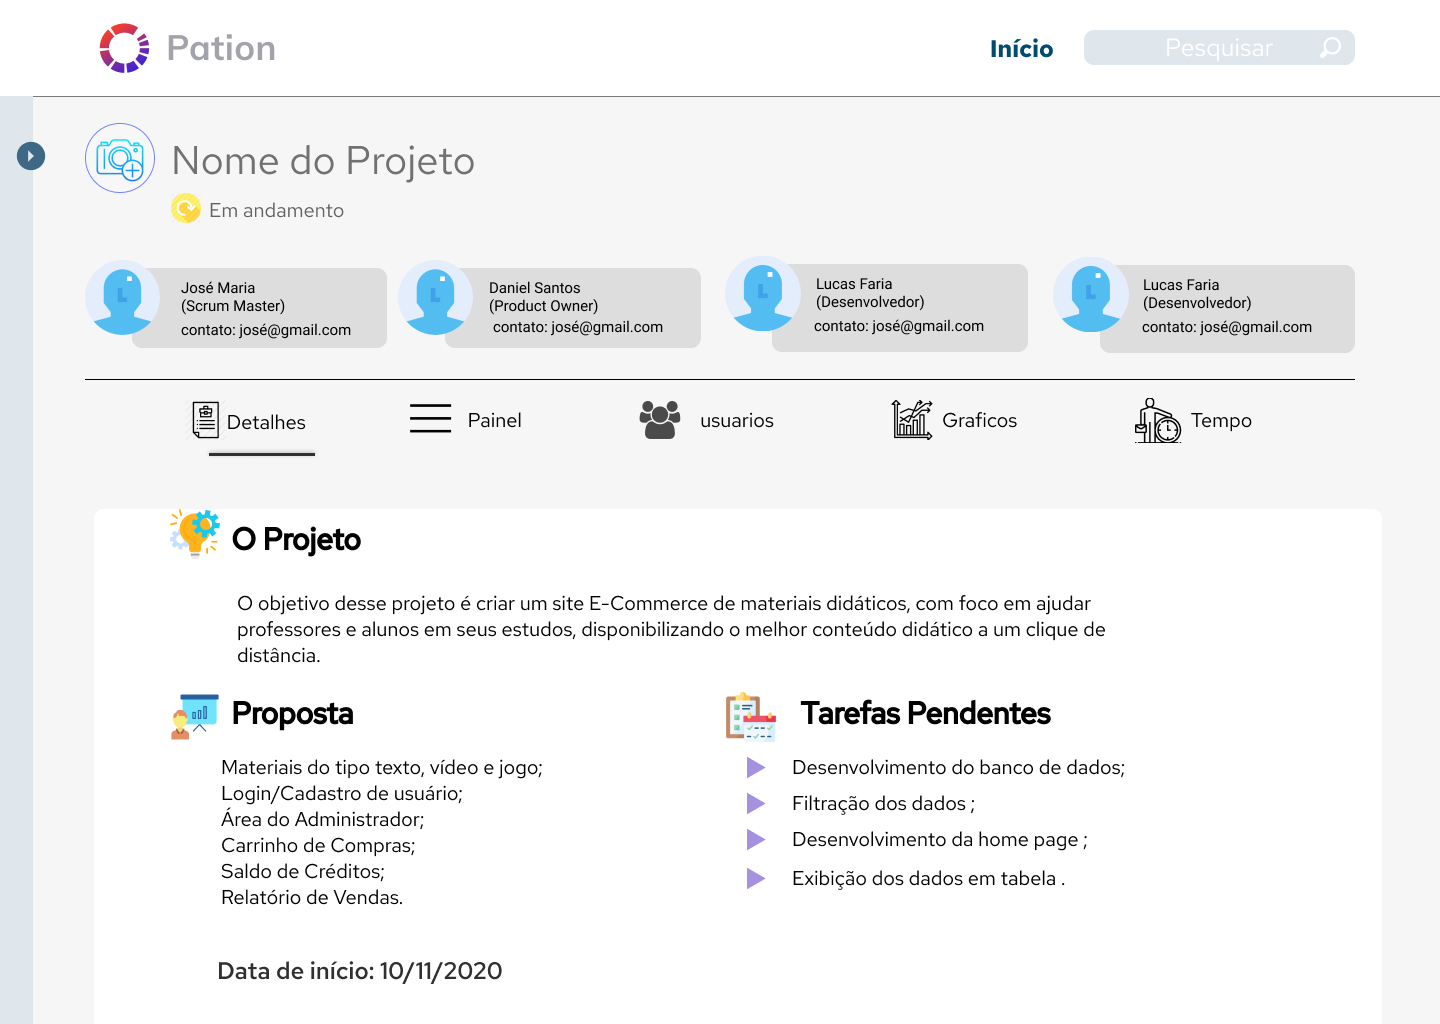 Pation
Início
Pesquisar
Nome do Projeto
Em andamento
José Maria
(Scrum Master)
contato: josé@gmail.com
Daniel Santos
(Product Owner)
contato: josé@gmail.com
Lucas Faria
(Desenvolvedor)
contato: josé@gmail.com
Lucas Faria
(Desenvolvedor)
contato: josé@gmail.com
Detalhes
Painel
usuarios
Graficos
Tempo
O Projeto
O objetivo desse projeto é criar um site E-Commerce de materiais didáticos, com foco em ajudar
professores e alunos em seus estudos, disponibilizando o melhor conteúdo didático a um clique de
distância.
Proposta
Materiais do tipo texto, vídeo e jogo;
Login/Cadastro de usuário;
Área do Administrador;
Carrinho de Compras;
Saldo de Créditos;
Relatório de Vendas.
Tarefas Pendentes
Desenvolvimento do banco de dados;
Filtração dos dados ;
Desenvolvimento da home page ;
Exibição dos dados em tabela .
Data de início: 10/11/2020